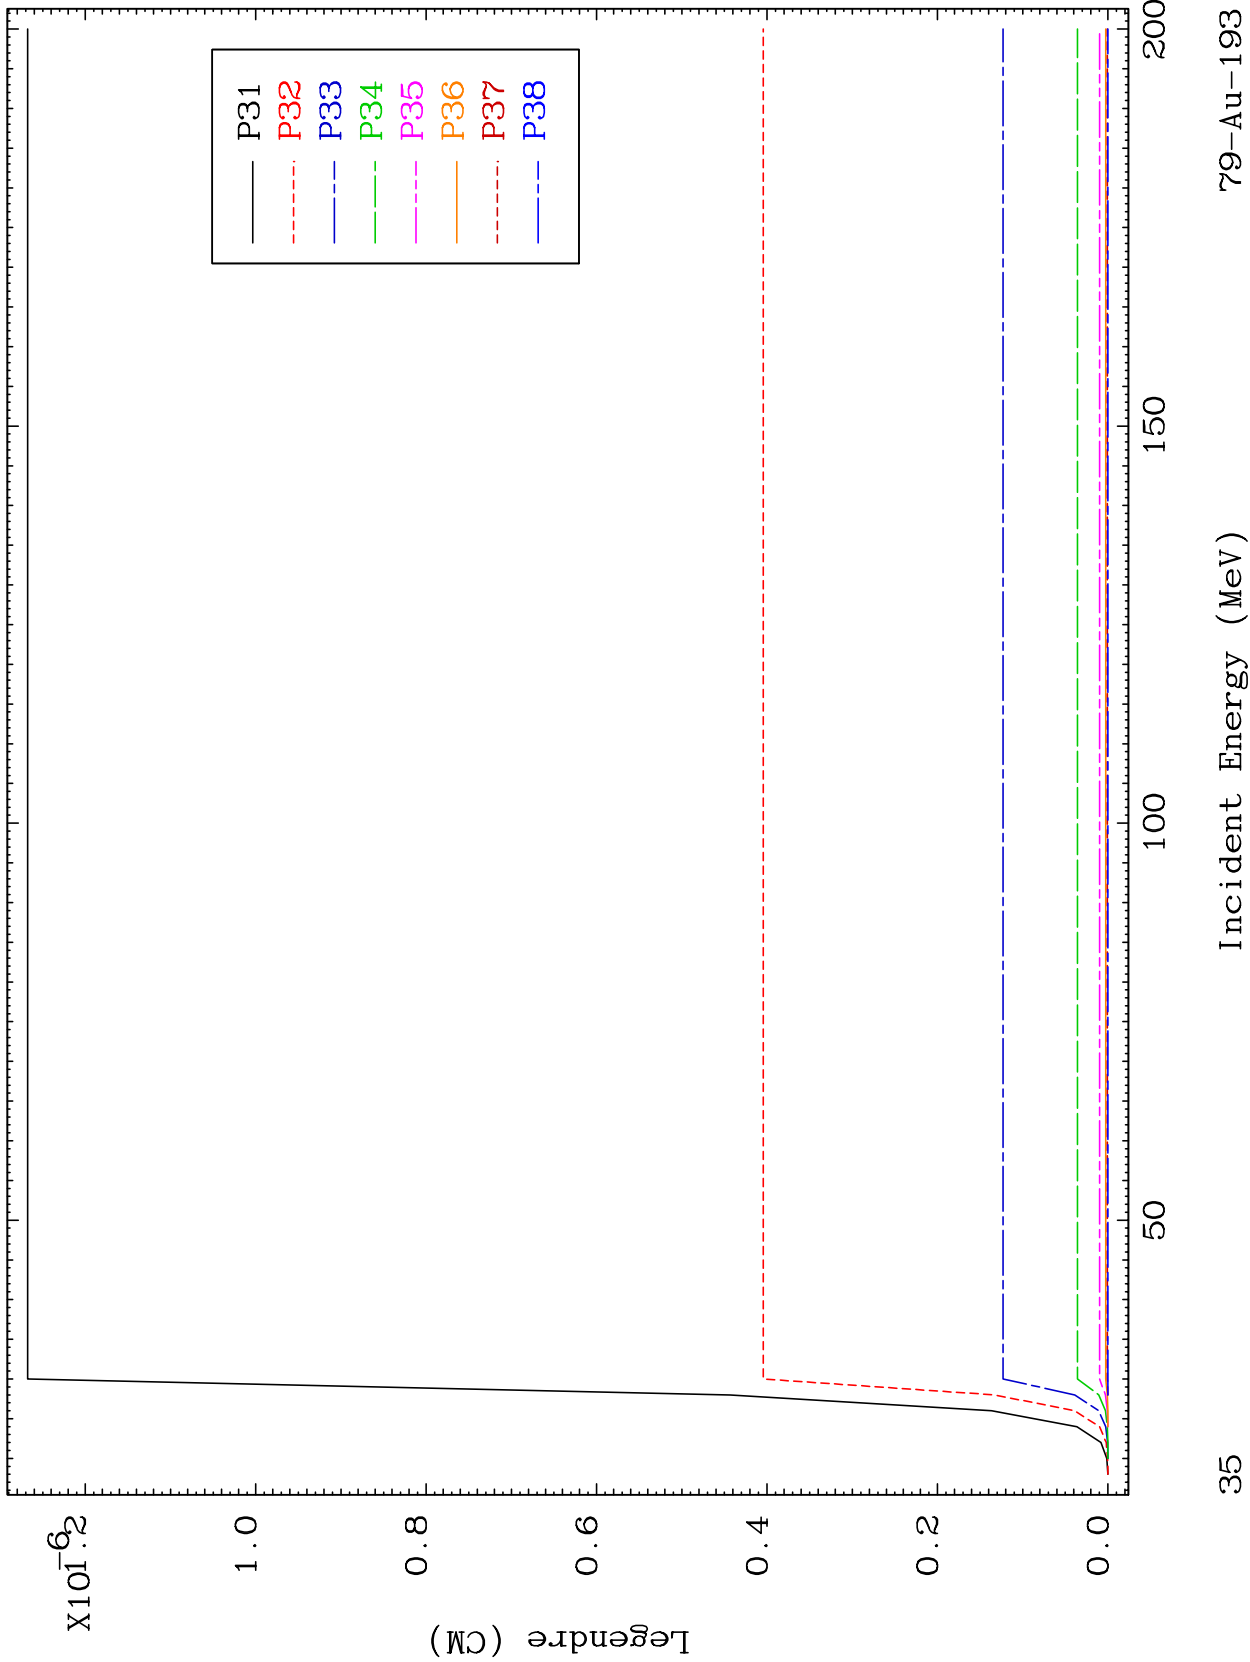 X10-6
1.2
1.0
0.8
0.6
0.4
0.2
0.0
Legendre (CM)
P31
P32
P33
P34
P35
P36
P37
P38
50
100
150
200
Incident Energy (MeV)
35
79-Au-193